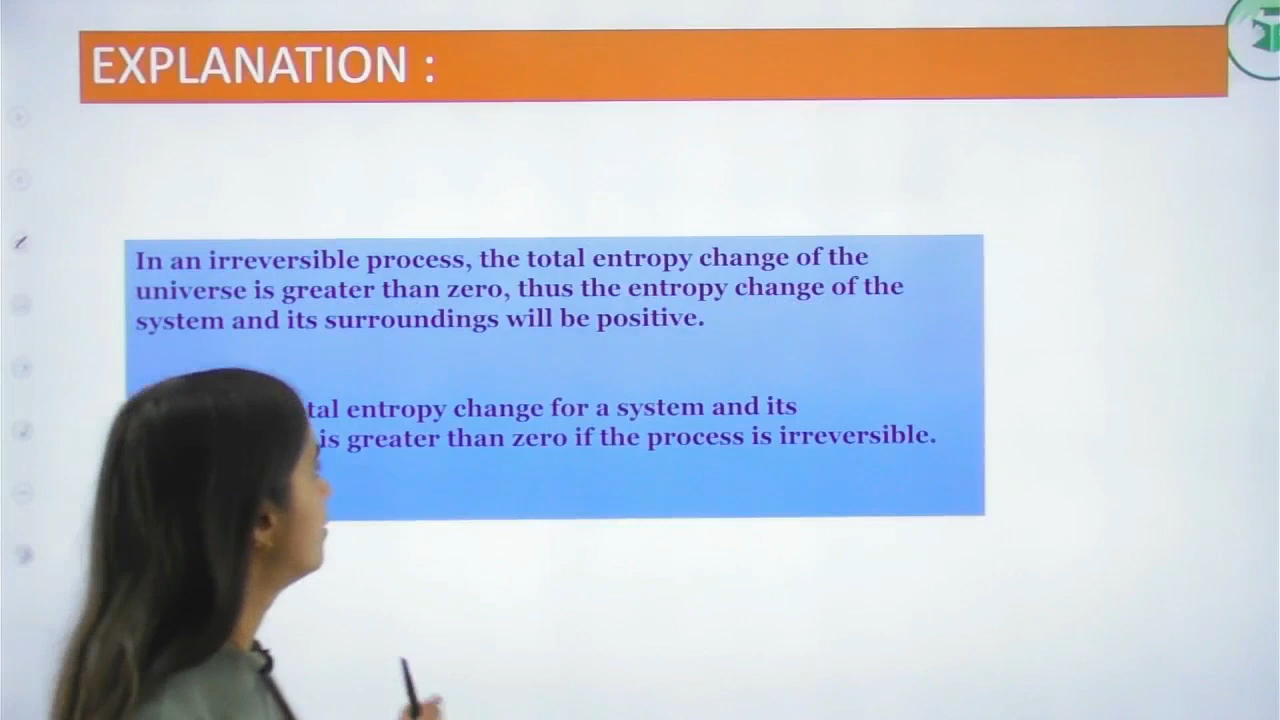 EXPLANATION :
In an irreversible process, the total entropy change of the
universe is greater than zero, thus the entropy change of the
system and its surroundings will be positive.
entropy change for a system and its
is greater than zero if the process is irreversible.